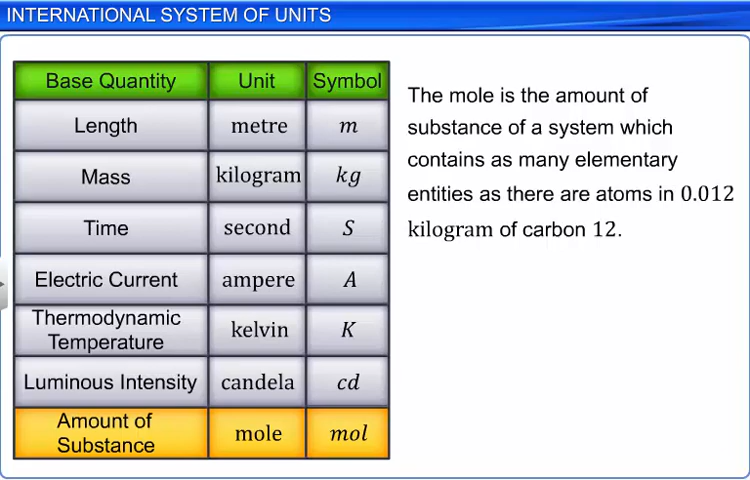 INTERNATIONAL SYSTEM OF UNITS
Base Quantity Unit Symbol
Length metre m
Mass kilogram kg
Time second S
Electric Current ampere A
Thermodynamic
Temperature kelvin K
Luminous Intensity candela cd
Amount of
Substance mole mol
The mole is the amount of
substance of a system which
contains as many elementary
entities as there are atoms in 0.012
kilogram of carbon 12.